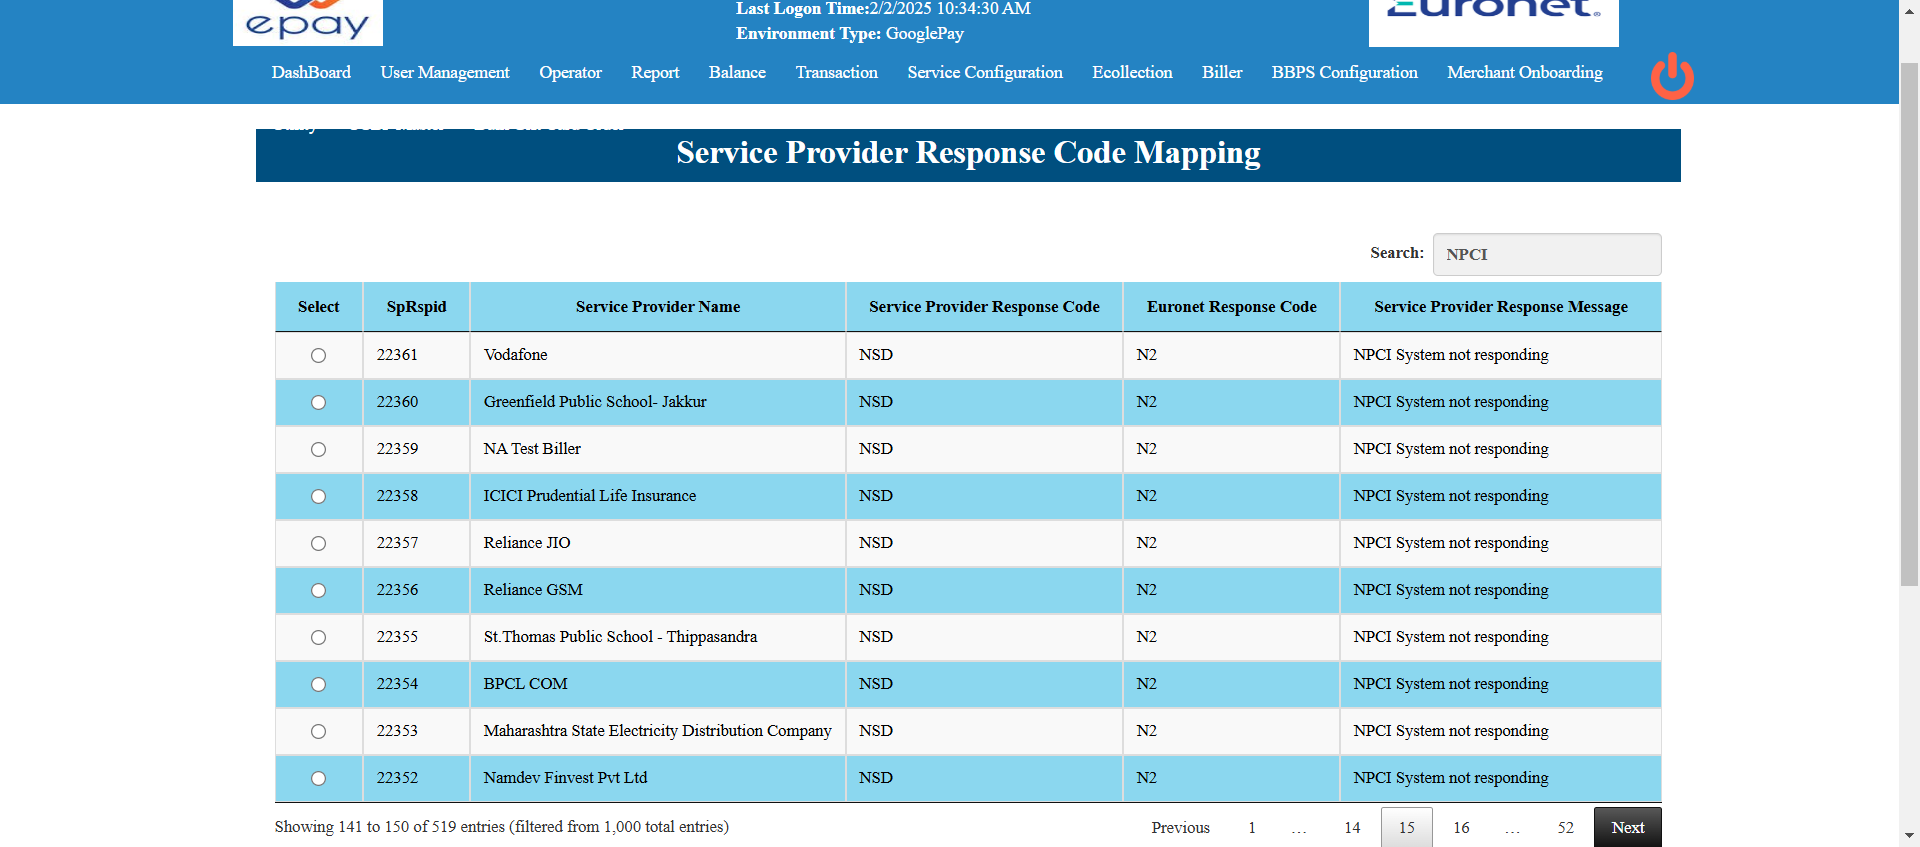 epay
Last Logon Time:2/2/2025 10:34:30 AM
Euronet
Environment Type: GooglePay
DashBoard User Management Operator Report Balance Transaction Service Configuration Ecollection Biller BBPS Configuration Merchant Onboarding
Service Provider Response Code Mapping
Search: NPCI
Select SpRspid Service Provider Name Service Provider Response Code Euronet Response Code Service Provider Response Message
22361 Vodafone NSD N2 NPCI System not responding
22360 Greenfield Public School- Jakkur NSD N2 NPCI System not responding
22359 NA Test Biller NSD N2 NPCI System not responding
22358 ICICI Prudential Life Insurance NSD N2 NPCI System not responding
22357 Reliance JIO NSD N2 NPCI System not responding
22356 Reliance GSM NSD N2 NPCI System not responding
22355 St.Thomas Public School - Thippasandra NSD N2 NPCI System not responding
22354 BPCL COM NSD N2 NPCI System not responding
22353 Maharashtra State Electricity Distribution Company NSD N2 NPCI System not responding
22352 Namdev Finvest Pvt Ltd NSD N2 NPCI System not responding
Showing 141 to 150 of 519 entries (filtered from 1,000 total entries) Previous 1 … 14 15 16 … 52 Next